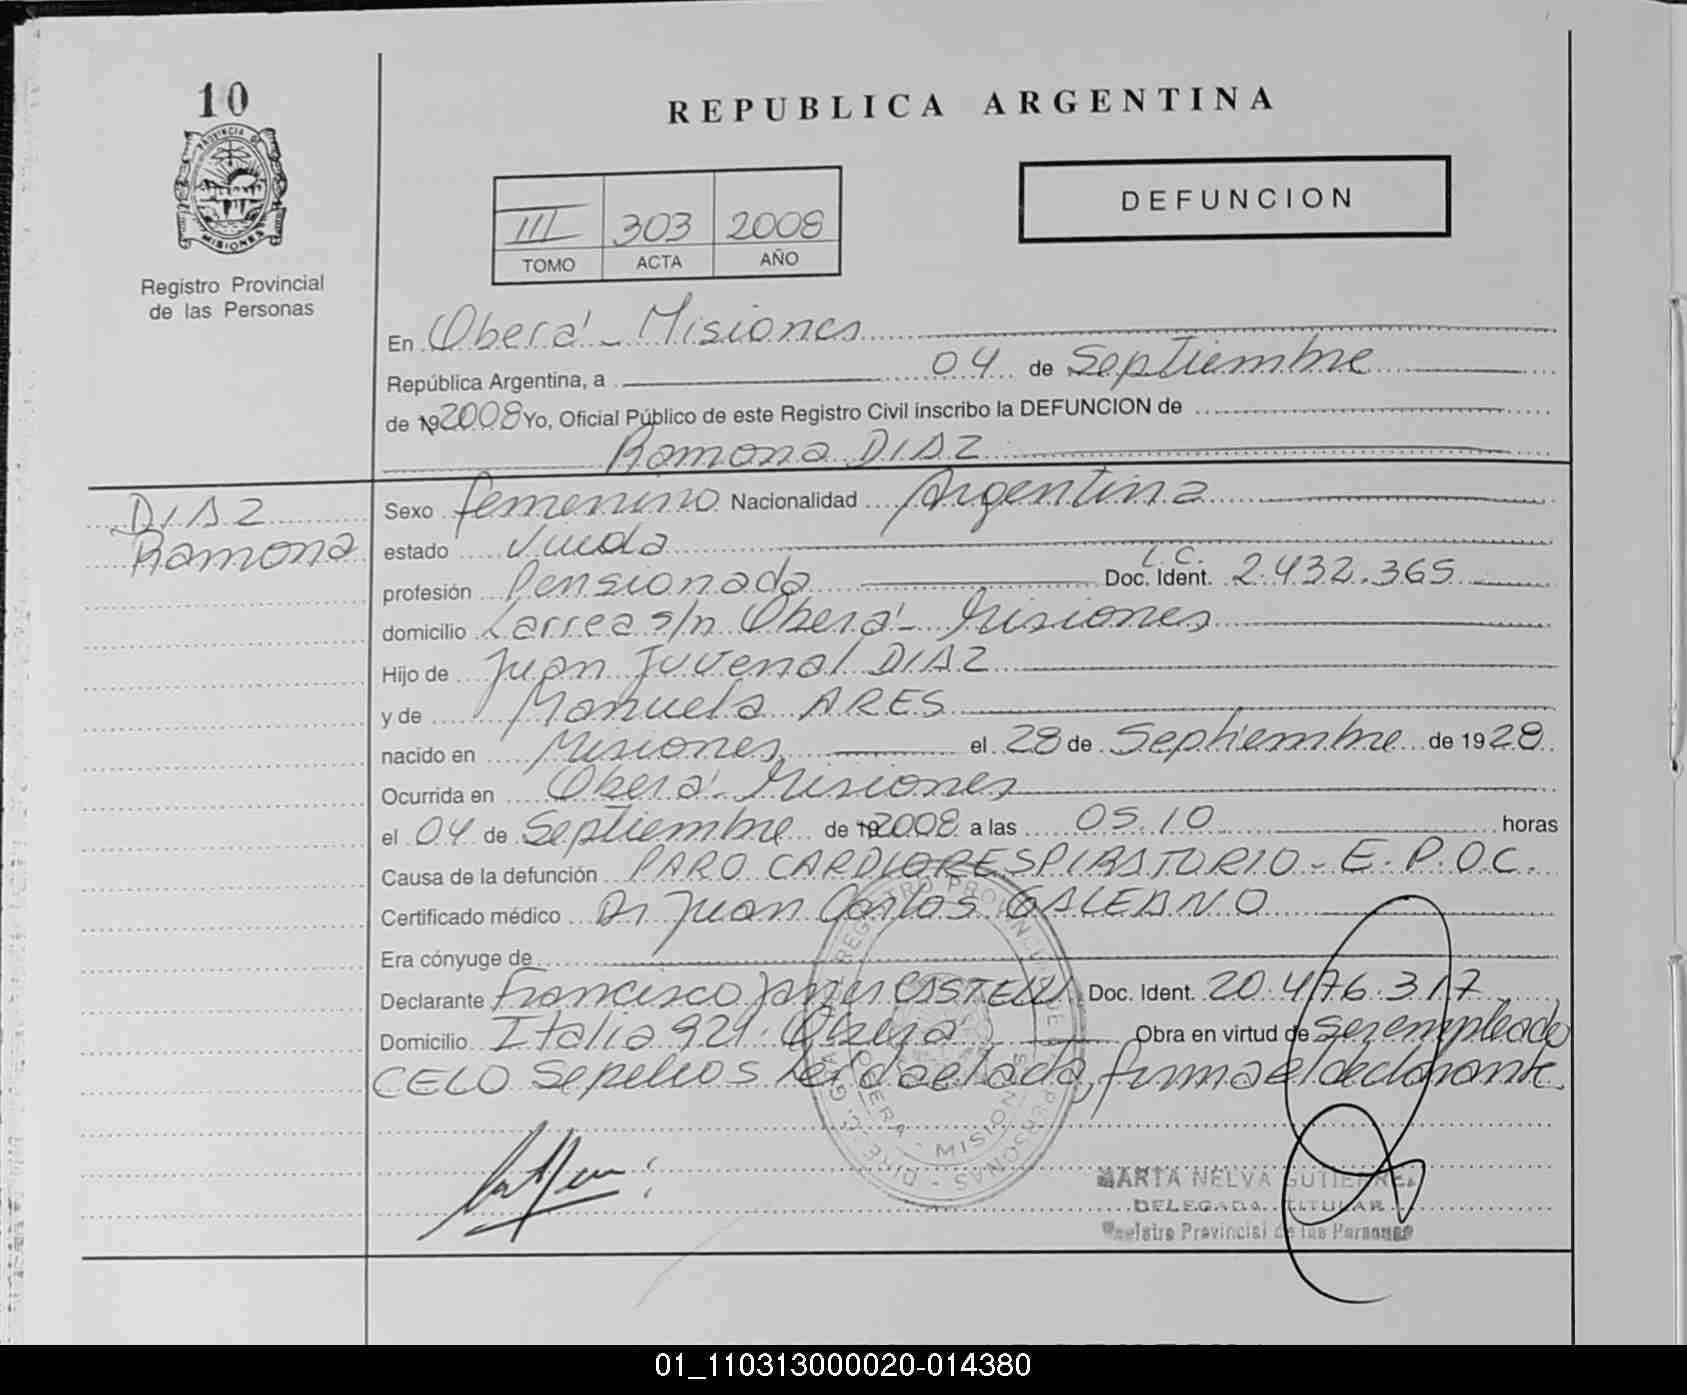 10
PROVINCIA DE
MISIONES
Registro Provincial
de las Personas
REPUBLICA ARGENTINA
III 303 2008
TOMO ACTA AÑO
DEFUNCION
En Oberá - Misiones
República Argentina, a 04 de Septiembre
de 192008 Yo, Oficial Público de este Registro Civil inscribo la DEFUNCION de
Ramona DIAZ
DIAZ
Ramona
Sexo femenino Nacionalidad Argentina
estado Viuda
profesión Pensionada Doc. Ident. L.C. 2.432.365
domicilio Larrea s/n Oberá - Misiones
Hijo de Juan Juvenal DIAZ
y de Manuela ARES
nacido en Misiones el 28 de Septiembre de 1928
Ocurrida en Oberá - Misiones
el 04 de Septiembre de 192008 a las 05.10 horas
Causa de la defunción PARO CARDIORESPIRATORIO - E.P.O.C.
Certificado médico Dr Juan Carlos GALEANO
Era cónyuge de
Declarante Francisco Javier CASTELLI Doc. Ident. 20.476.317
Domicilio Italia 921 Oberá Obra en virtud de ser empleado
CELO Sepelios Leida el acta, firma el declarante
MARTA NELVA GUTIERREZ
DELEGADA TITULAR
Registro Provincial de las Personas
01_110313000020-014380